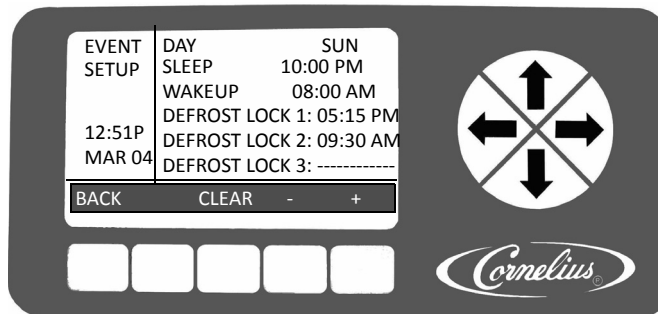 EVENT SETUP
12:51P
MAR 04
DAY SUN
SLEEP 10:00 PM
WAKEUP 08:00 AM
DEFROST LOCK 1: 05:15 PM
DEFROST LOCK 2: 09:30 AM
DEFROST LOCK 3: ------------
BACK CLEAR - +
Cornelius®